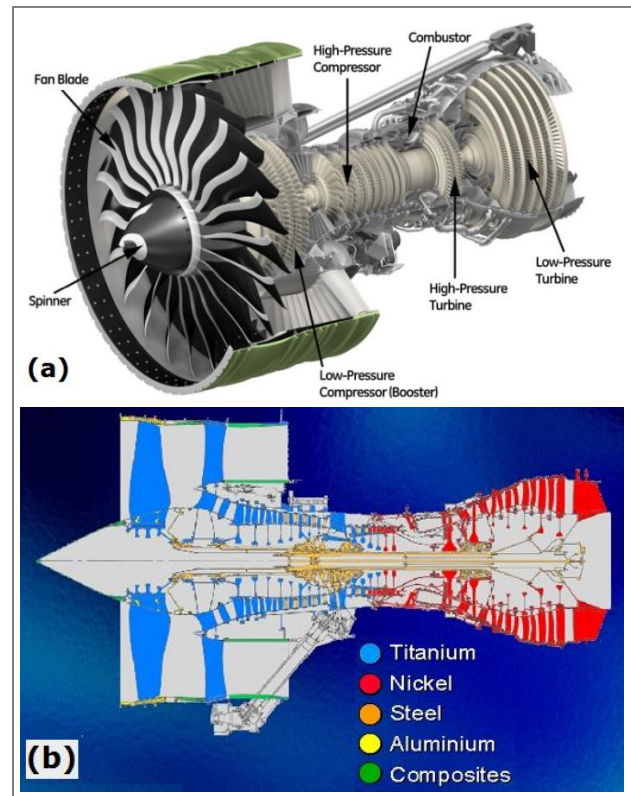 Combustor
High-Pressure
Compressor
Fan Blade
Spinner
Low-Pressure
Turbine
High-Pressure
Turbine
(a)
Low-Pressure
Compressor (Booster)
Titanium
Nickel
Steel
Aluminium
Composites
(b)